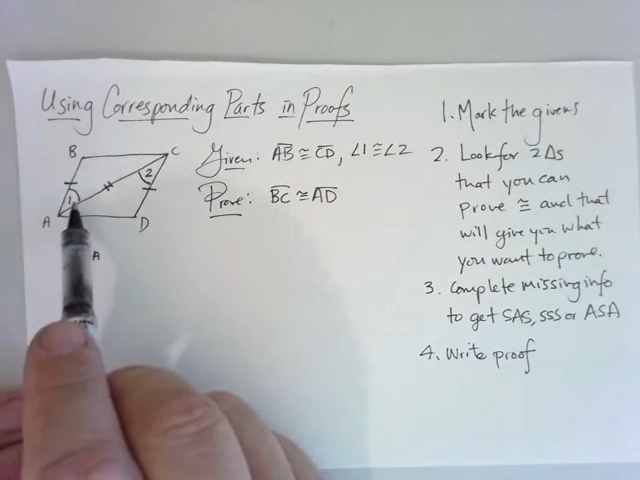 Using Corresponding Parts in Proofs
B
C
2
1
A
D
A
Given: AB ≅ CD, ∠1 ≅ ∠2
Prove: BC ≅ AD
1. Mark the givens
2. Look for 2 Δs
that you can
prove ≅ and that
will give you what
you want to prove.
3. Complete missing info
to get SAS, SSS or ASA
4. Write proof